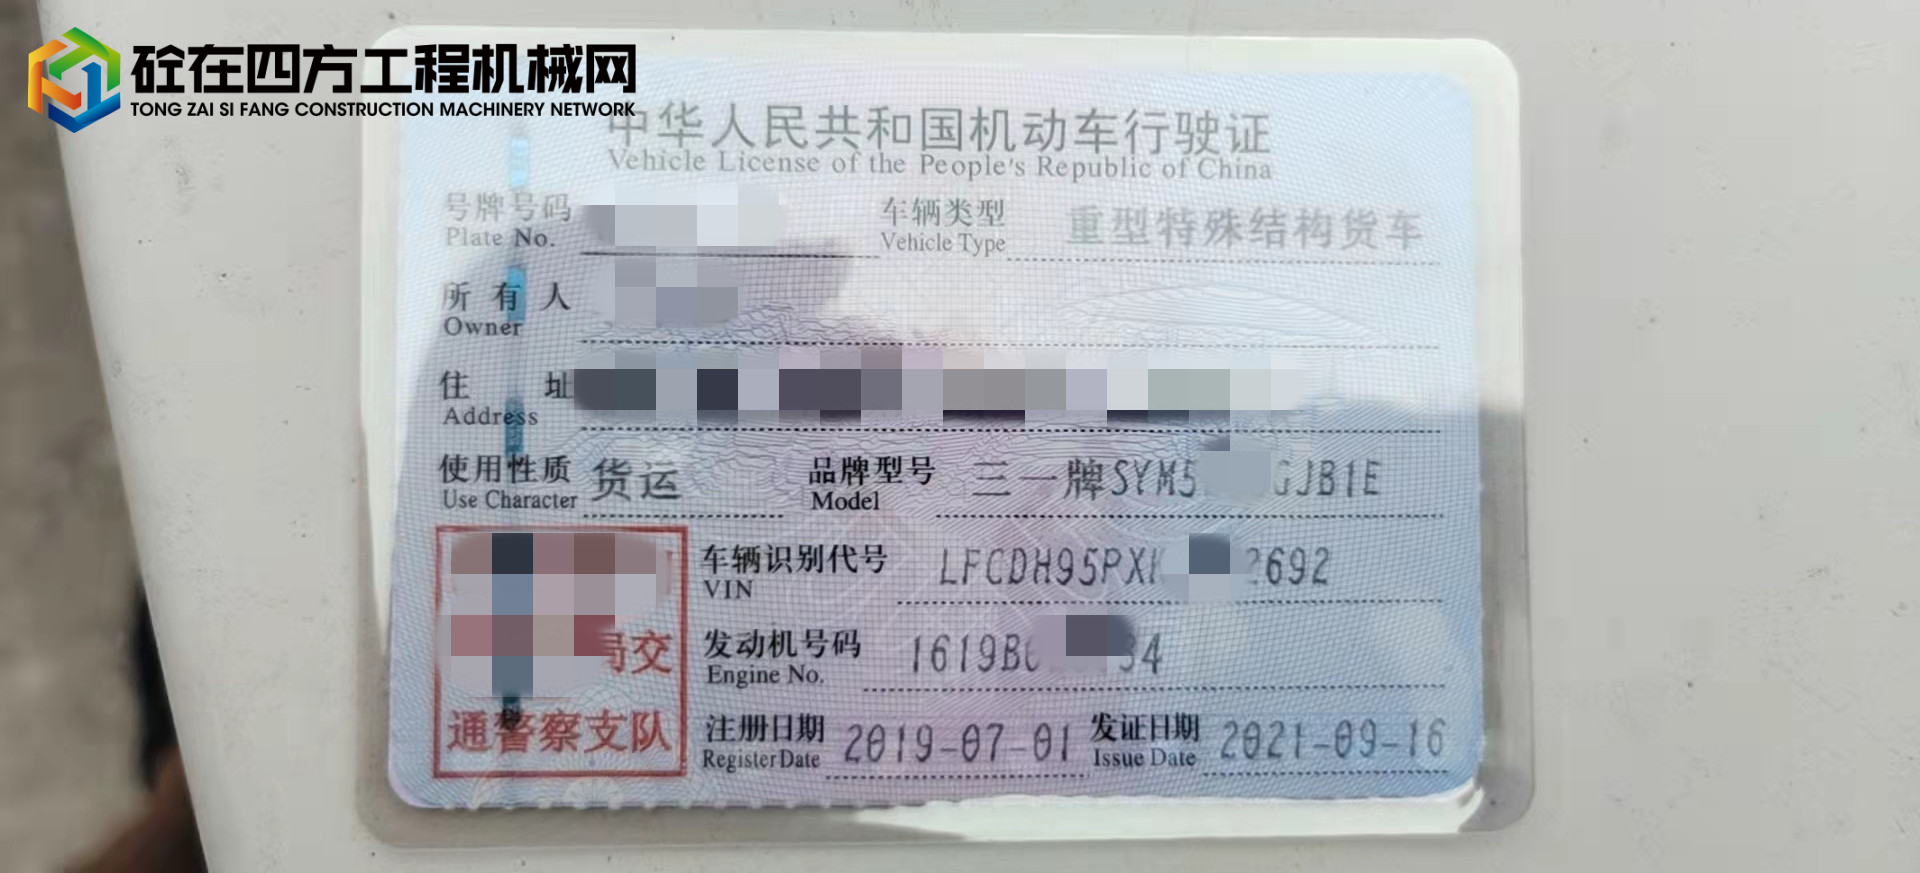 砼在四方工程机械网
TONG ZAI SI FANG CONSTRUCTION MACHINERY NETWORK
中华人民共和国机动车行驶证
Vehicle License of the People's Republic of China
号牌号码 车辆类型 重型特殊结构货车
Plate No. Vehicle Type
所有人
Owner
住址
Address
使用性质 货运 品牌型号 三一牌SYM5 GJB1E
Use Character Model
车辆识别代号 LFCDH95PX 2692
VIN
发动机号码 1619B 34
Engine No.
局交
通警察支队
注册日期 2019-07-01 发证日期 2021-09-16
Register Date Issue Date